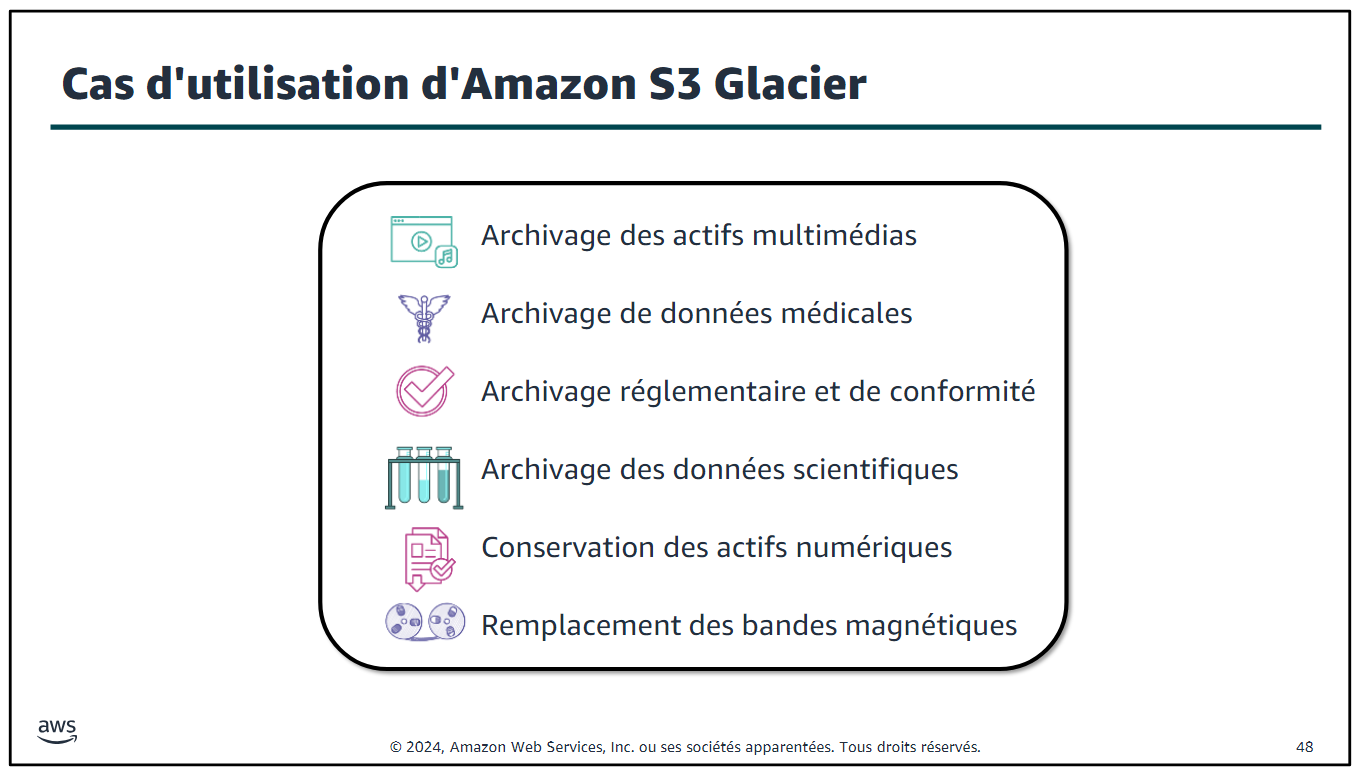 Cas d'utilisation d'Amazon S3 Glacier
Archivage des actifs multimédias
Archivage de données médicales
Archivage réglementaire et de conformité
Archivage des données scientifiques
Conservation des actifs numériques
Remplacement des bandes magnétiques
aws
© 2024, Amazon Web Services, Inc. ou ses sociétés apparentées. Tous droits réservés.
48